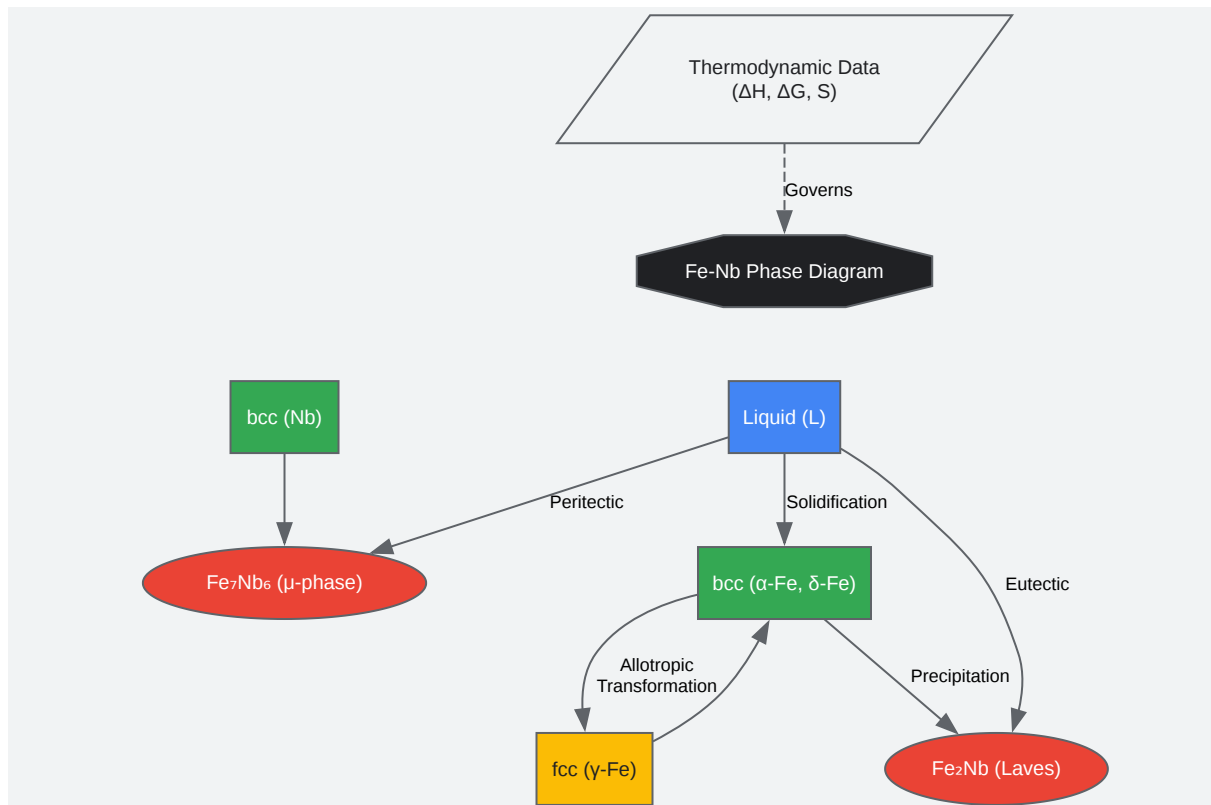 Thermodynamic Data
(ΔH, ΔG, S)
Governs
Fe-Nb Phase Diagram
bcc (Nb)
Liquid (L)
Peritectic
Solidification
Fe₇Nb₆ (μ-phase)
bcc (α-Fe, δ-Fe)
Eutectic
Allotropic
Transformation
Precipitation
fcc (γ-Fe)
Fe₂Nb (Laves)